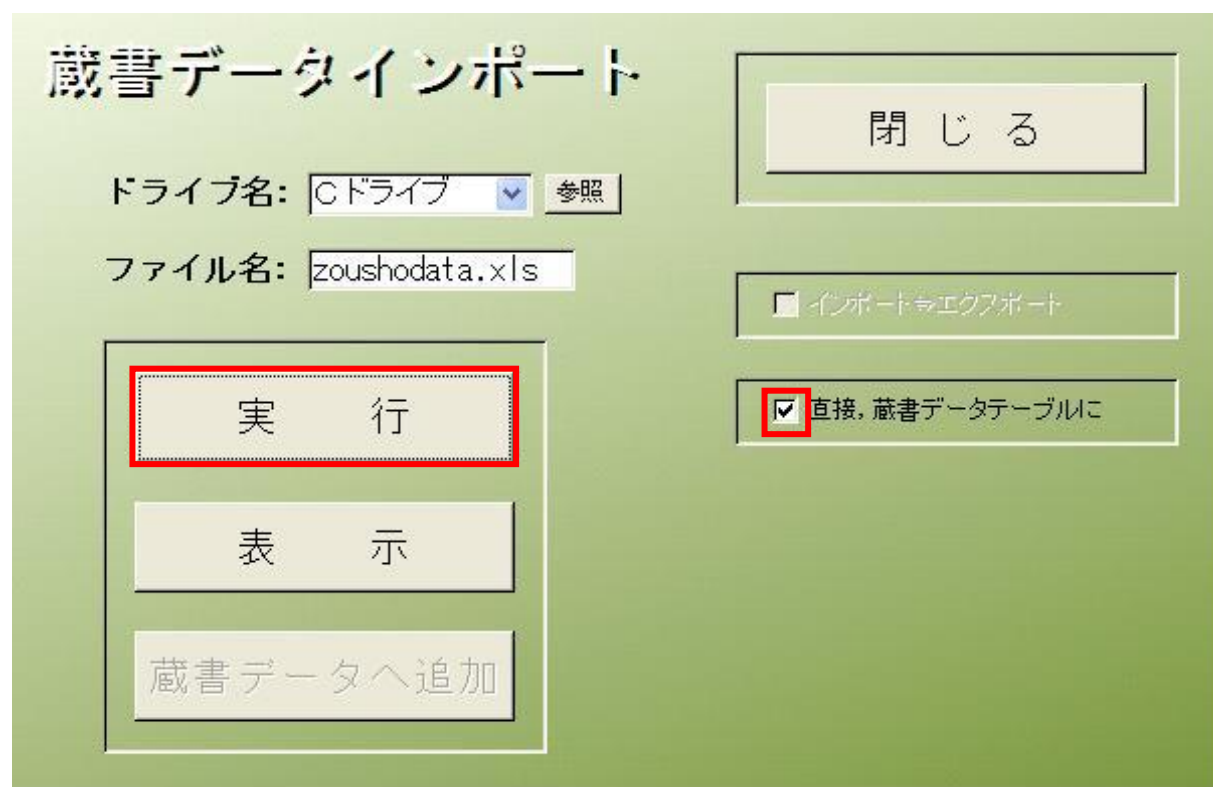 蔵書データインポート
ドライブ名: Cドライブ 参照
ファイル名: zoushodata.xls
実　　行
表　　示
蔵書データへ追加
閉 じ る
インポート⇔エクスポート
直接,蔵書データテーブルに